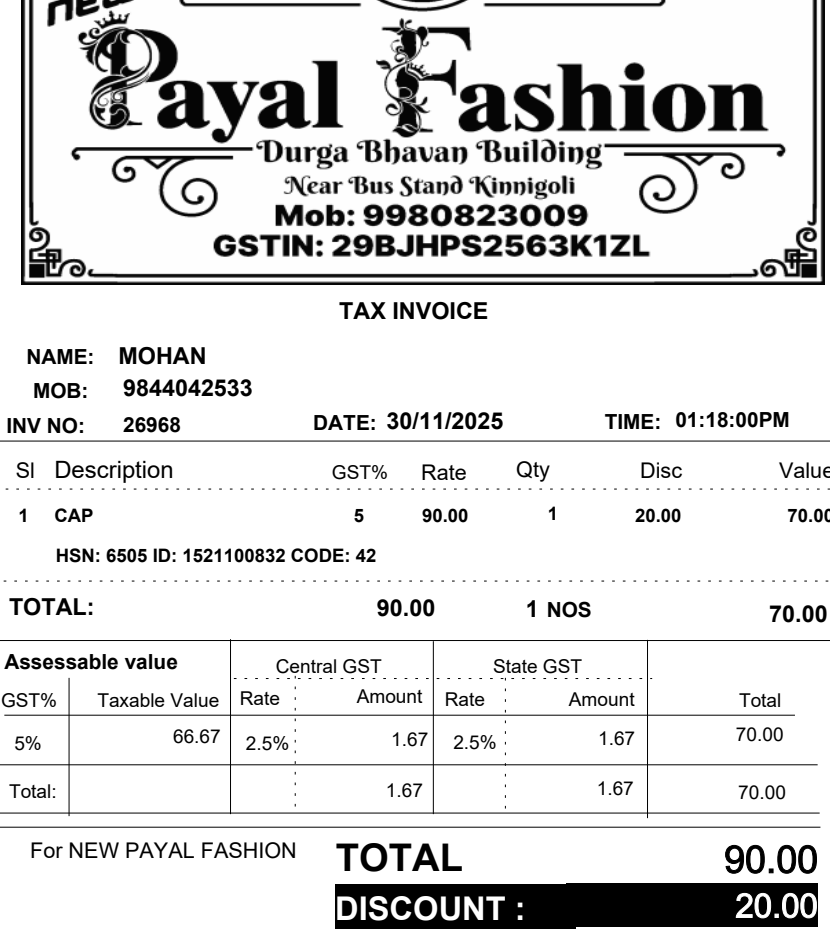 new
Payal Fashion
Durga Bhavan Building
Near Bus Stand Kinnigoli
Mob: 9980823009
GSTIN: 29BJHPS2563K1ZL
TAX INVOICE
NAME: MOHAN
MOB: 9844042533
INV NO: 26968 DATE: 30/11/2025 TIME: 01:18:00PM
Sl Description GST% Rate Qty Disc Value
1 CAP 5 90.00 1 20.00 70.00
HSN: 6505 ID: 1521100832 CODE: 42
TOTAL: 90.00 1 NOS 70.00
Assessable value Central GST State GST
GST% Taxable Value Rate Amount Rate Amount Total
5% 66.67 2.5% 1.67 2.5% 1.67 70.00
Total: 1.67 1.67 70.00
For NEW PAYAL FASHION TOTAL 90.00
DISCOUNT : 20.00